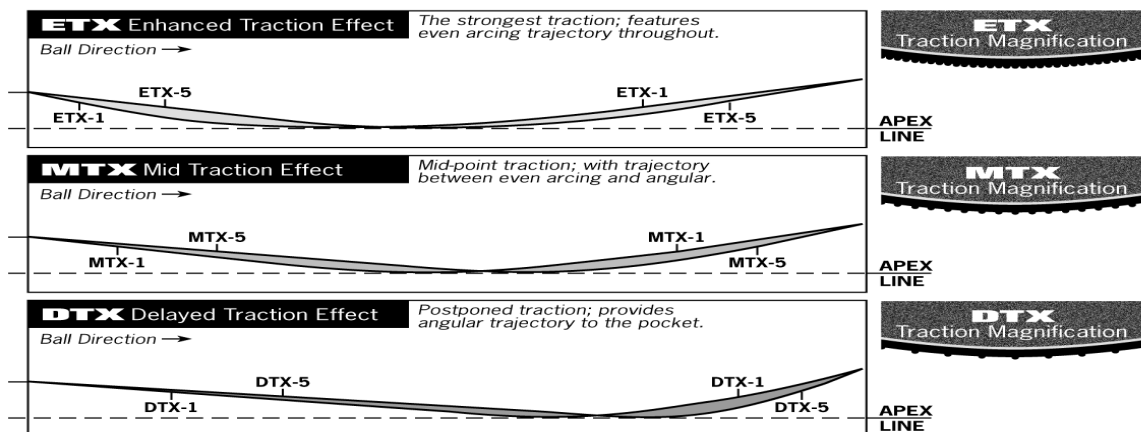 ETX Enhanced Traction Effect
The strongest traction; features
even arcing trajectory throughout.
Ball Direction →
ETX-5
ETX-1
ETX-1
ETX-5
APEX
LINE
ETX
Traction Magnification
MTX Mid Traction Effect
Mid-point traction; with trajectory
between even arcing and angular.
Ball Direction →
MTX-5
MTX-1
MTX-1
MTX-5
APEX
LINE
MTX
Traction Magnification
DTX Delayed Traction Effect
Postponed traction; provides
angular trajectory to the pocket.
Ball Direction →
DTX-5
DTX-1
DTX-1
DTX-5
APEX
LINE
DTX
Traction Magnification